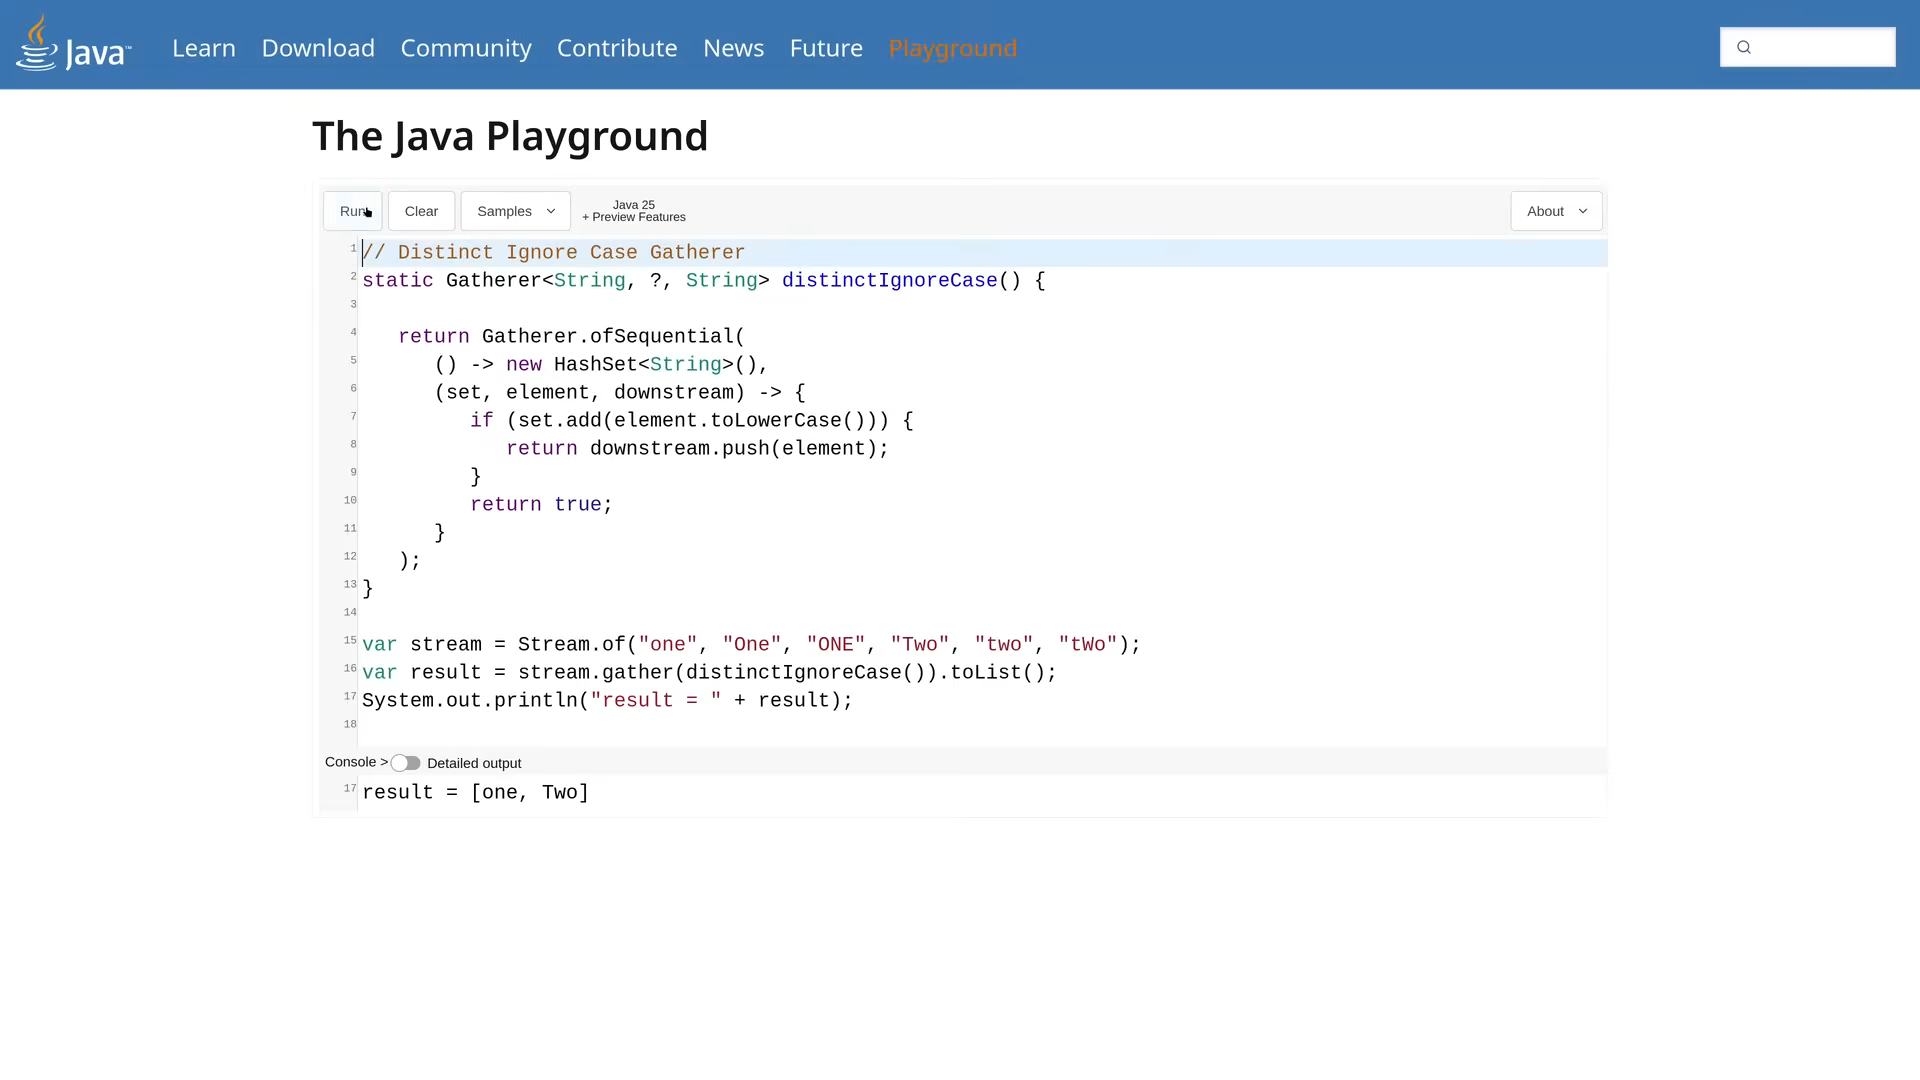 Java™ Learn Download Community Contribute News Future Playground
The Java Playground
Run Clear Samples Java 25 About
+ Preview Features
1 // Distinct Ignore Case Gatherer
2 static Gatherer<String, ?, String> distinctIgnoreCase() {
3
4 return Gatherer.ofSequential(
5 () -> new HashSet<String>(),
6 (set, element, downstream) -> {
7 if (set.add(element.toLowerCase())) {
8 return downstream.push(element);
9 }
10 return true;
11 }
12 );
13 }
14
15 var stream = Stream.of("one", "One", "ONE", "Two", "two", "tWo");
16 var result = stream.gather(distinctIgnoreCase()).toList();
17 System.out.println("result = " + result);
18
Console > Detailed output
17 result = [one, Two]